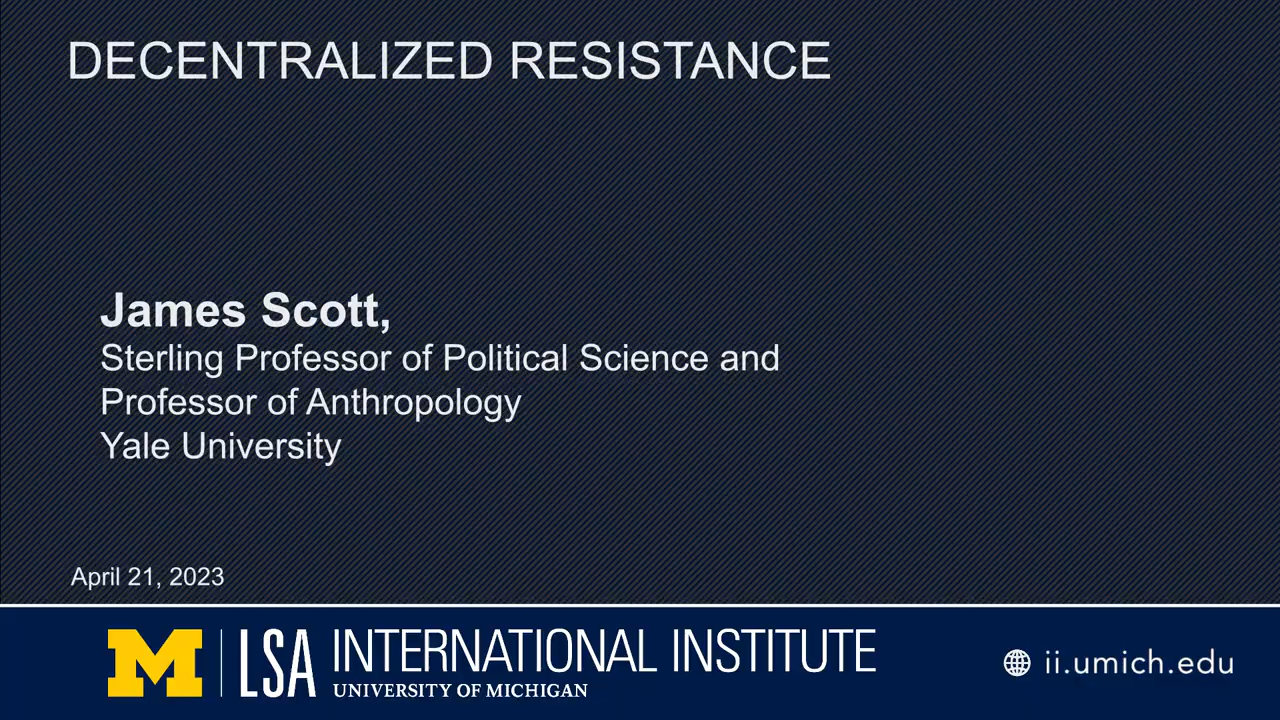 DECENTRALIZED RESISTANCE
James Scott,
Sterling Professor of Political Science and
Professor of Anthropology
Yale University
April 21, 2023
M LSA INTERNATIONAL INSTITUTE
UNIVERSITY OF MICHIGAN
ii.umich.edu